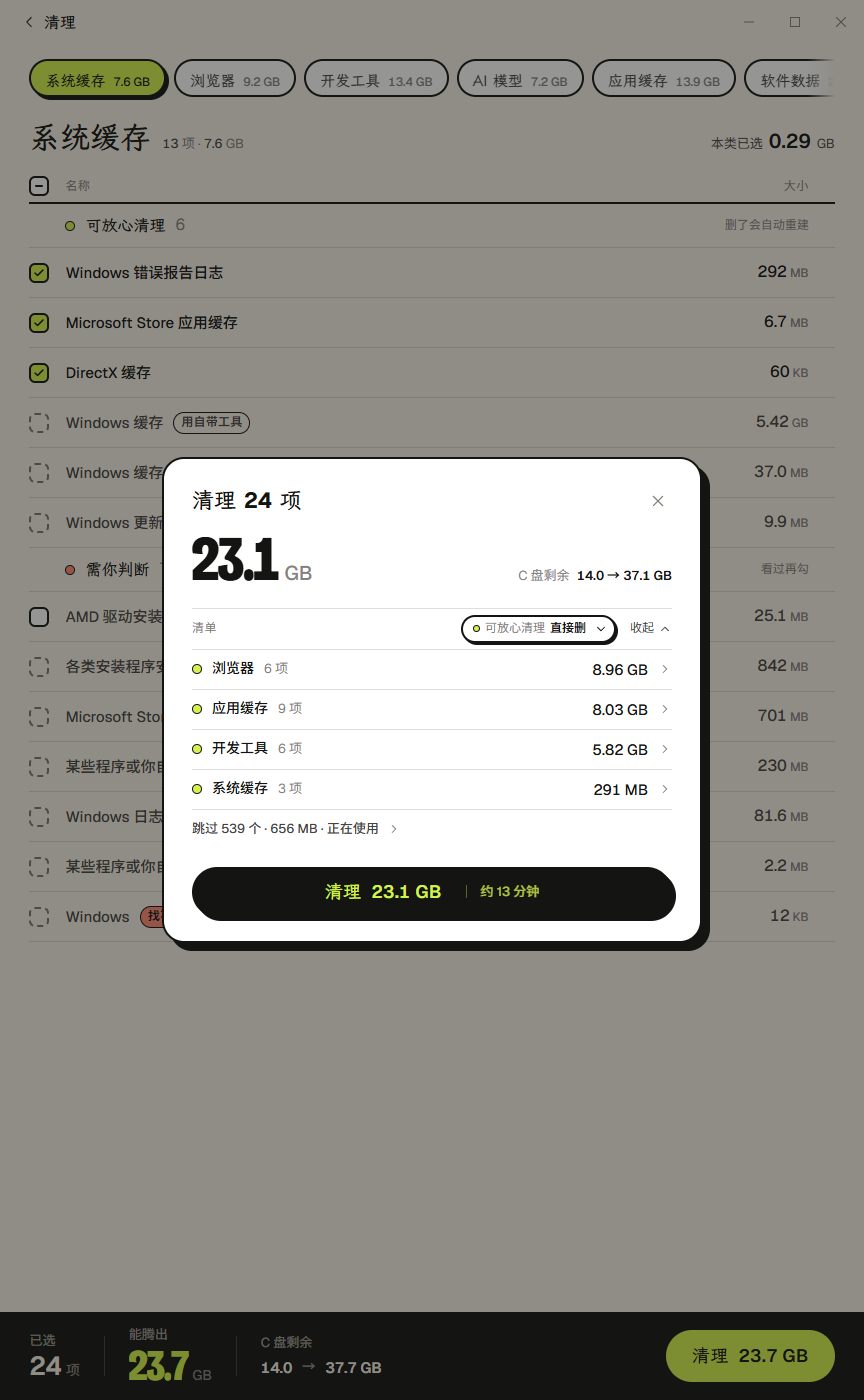 清理
系统缓存 7.6 GB 浏览器 9.2 GB 开发工具 13.4 GB AI 模型 7.2 GB 应用缓存 13.9 GB 软件数据
系统缓存 13 项 · 7.6 GB 本类已选 0.29 GB
名称 大小
可放心清理 6 删了会自动重建
Windows 错误报告日志 292 MB
Microsoft Store 应用缓存 6.7 MB
DirectX 缓存 60 KB
Windows 缓存 用自带工具 5.42 GB
Windows 缓存 37.0 MB
Windows 更新 9.9 MB
需你判断 看过再勾
AMD 驱动安装 25.1 MB
各类安装程序 842 MB
Microsoft Sto 701 MB
某些程序或你 230 MB
Windows 日志 81.6 MB
某些程序或你 2.2 MB
Windows 找 12 KB
清理 24 项
23.1 GB C 盘剩余 14.0 → 37.1 GB
清单 可放心清理 直接删 收起
浏览器 6 项 8.96 GB
应用缓存 9 项 8.03 GB
开发工具 6 项 5.82 GB
系统缓存 3 项 291 MB
跳过 539 个 · 656 MB · 正在使用
清理 23.1 GB 约 13 分钟
已选 能腾出 C 盘剩余
24 项 23.7 GB 14.0 → 37.7 GB 清理 23.7 GB